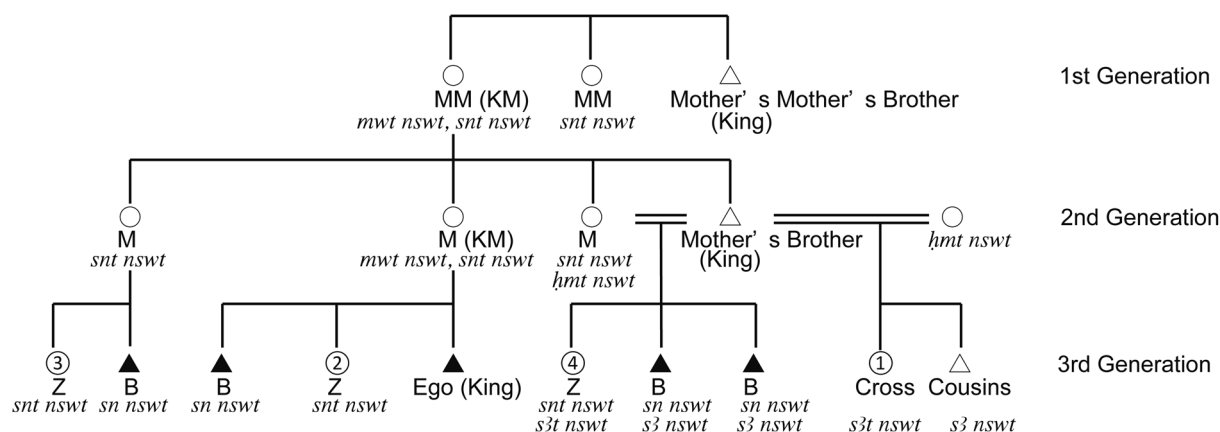 1st Generation
MM (KM) MM Mother’ s Mother’ s Brother
mwt nswt, snt nswt snt nswt (King)
2nd Generation
M M (KM) M Mother’ s Brother ḥmt nswt
snt nswt mwt nswt, snt nswt snt nswt (King)
ḥmt nswt
3 2 4 1 3rd Generation
Z B B Z Ego (King) Z B B Cross Cousins
snt nswt sn nswt sn nswt snt nswt snt nswt sn nswt sn nswt
s3t nswt s3 nswt s3 nswt s3t nswt s3 nswt